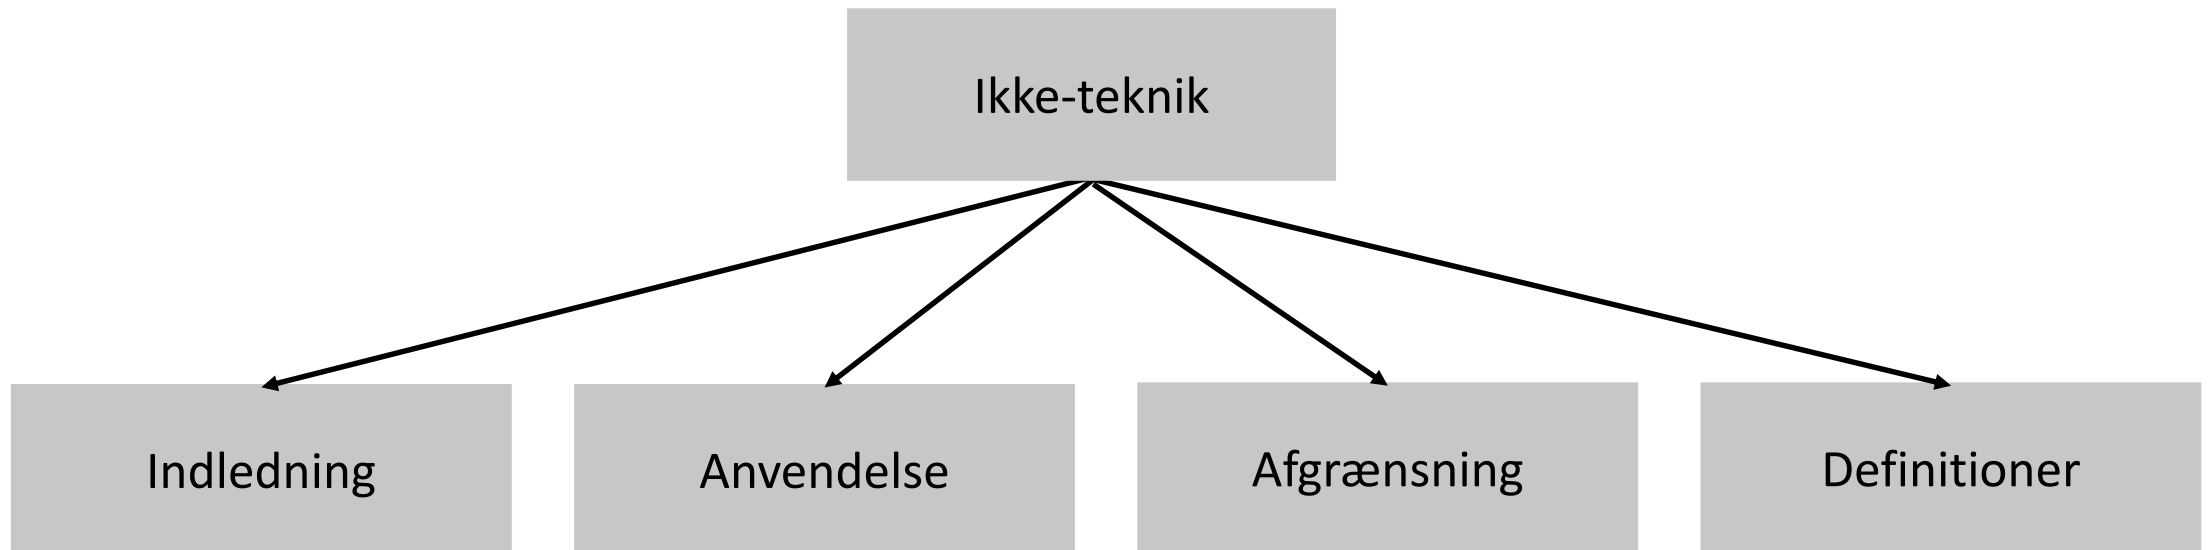 Ikke-teknik
Indledning
Anvendelse
Afgrænsning
Definitioner